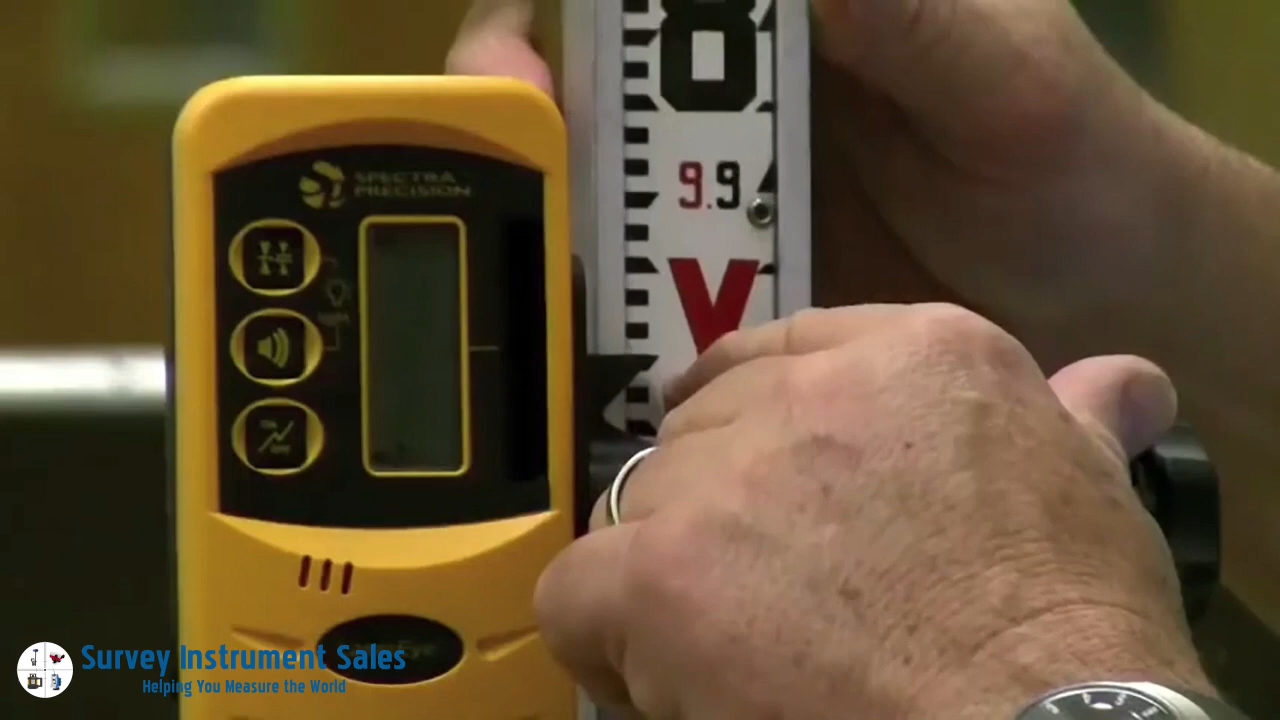 8
9.9
SPECTRA
PRECISION
Survey Instrument Sales
Helping You Measure the World